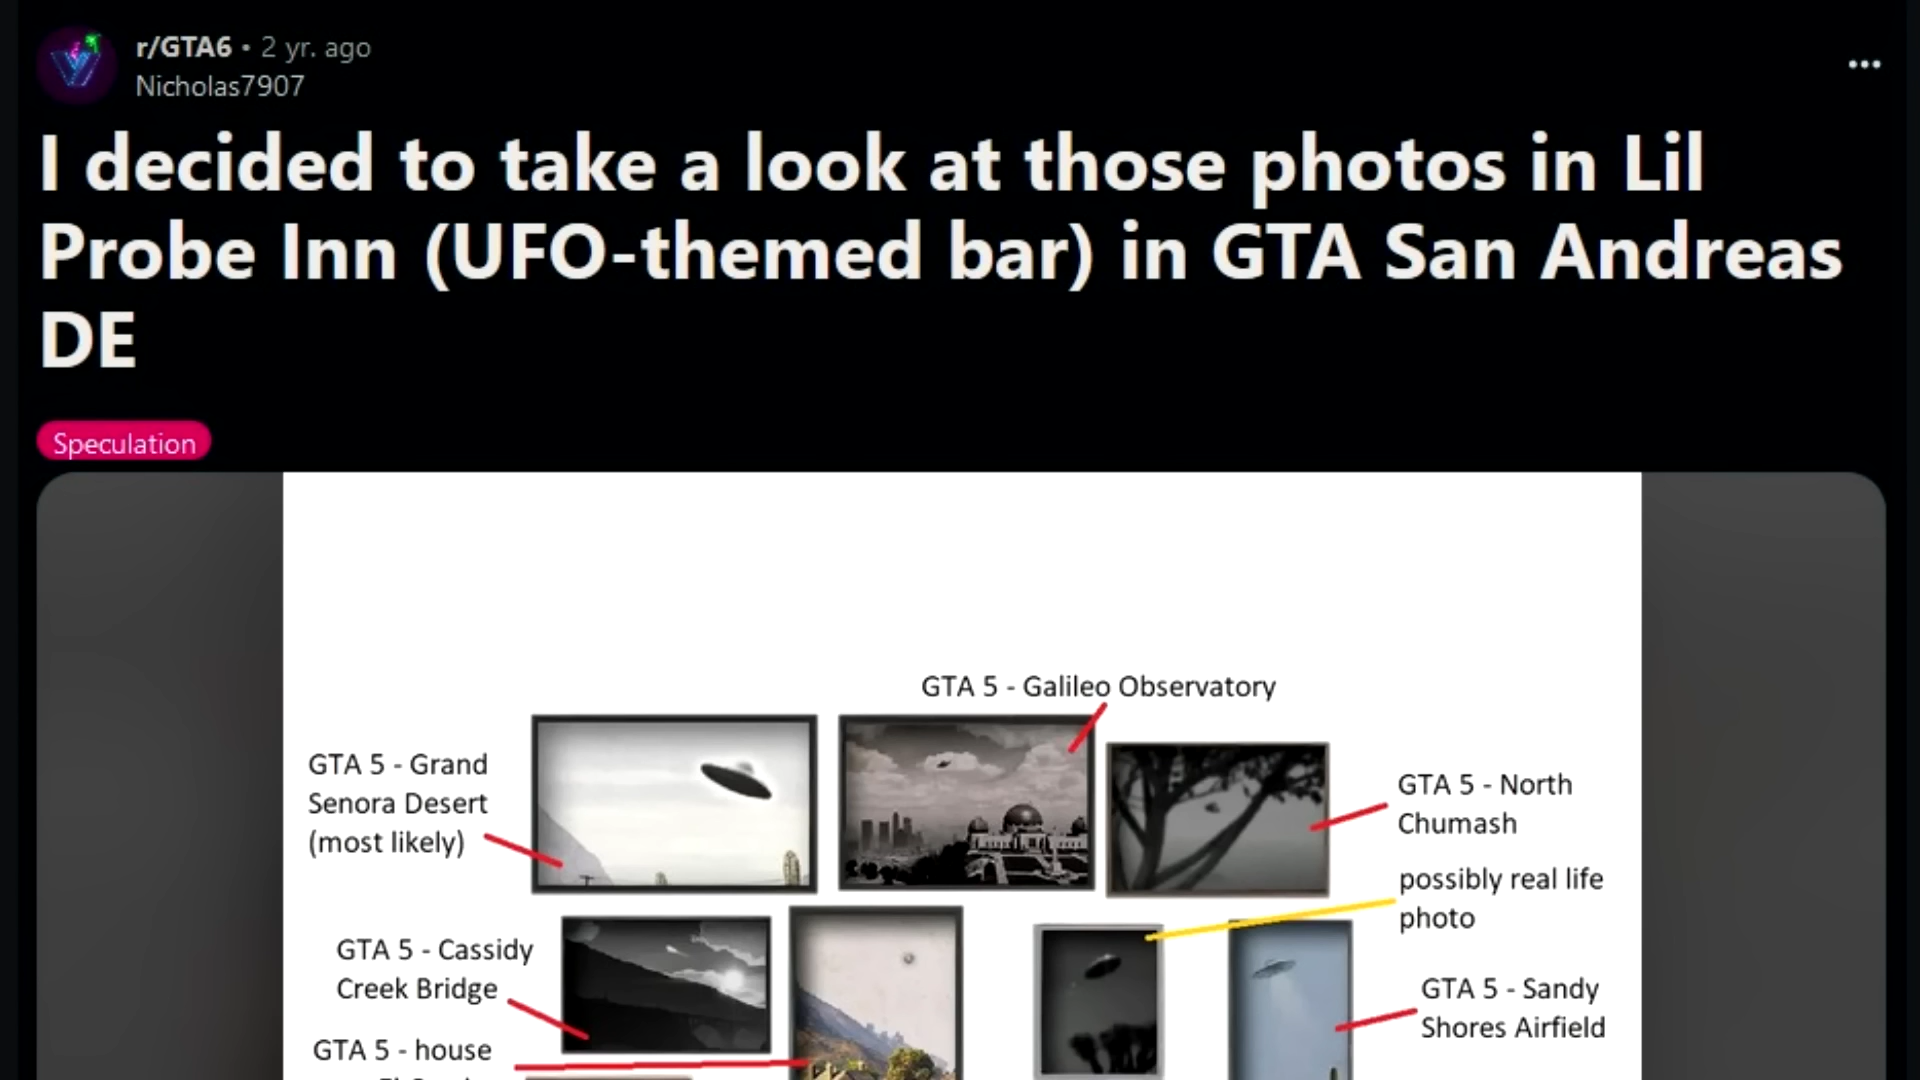 r/GTA6 • 2 yr. ago
Nicholas7907
I decided to take a look at those photos in Lil
Probe Inn (UFO-themed bar) in GTA San Andreas
DE
Speculation
GTA 5 - Galileo Observatory
GTA 5 - Grand
Senora Desert
(most likely)
GTA 5 - North
Chumash
possibly real life
photo
GTA 5 - Cassidy
Creek Bridge
GTA 5 - Sandy
Shores Airfield
GTA 5 - house